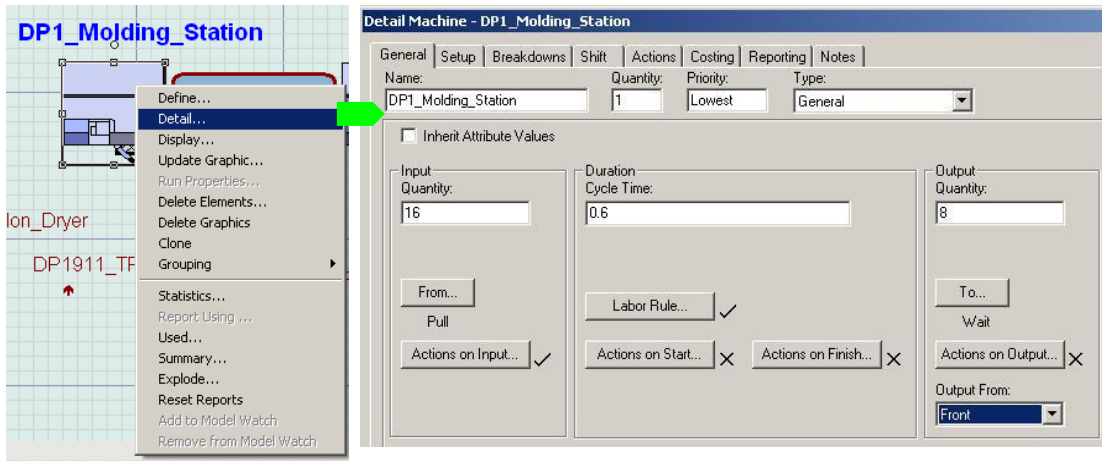 DP1_Molding_Station
Define...
Detail...
Display...
Update Graphic...
Run Properties...
Delete Elements...
Delete Graphics
Clone
Grouping
Statistics...
Report Using ...
Used...
Summary...
Explode...
Reset Reports
Add to Model Watch
Remove from Model Watch
lon_Dryer
DP1911_TF
Detail Machine - DP1_Molding_Station
General Setup Breakdowns Shift Actions Costing Reporting Notes
Name: Quantity: Priority: Type:
DP1_Molding_Station 1 Lowest General
Inherit Attribute Values
Input Duration Output
Quantity: Cycle Time: Quantity:
16 0.6 8
From... Labor Rule... To...
Pull Wait
Actions on Input... Actions on Start... Actions on Finish... Actions on Output...
Output From:
Front